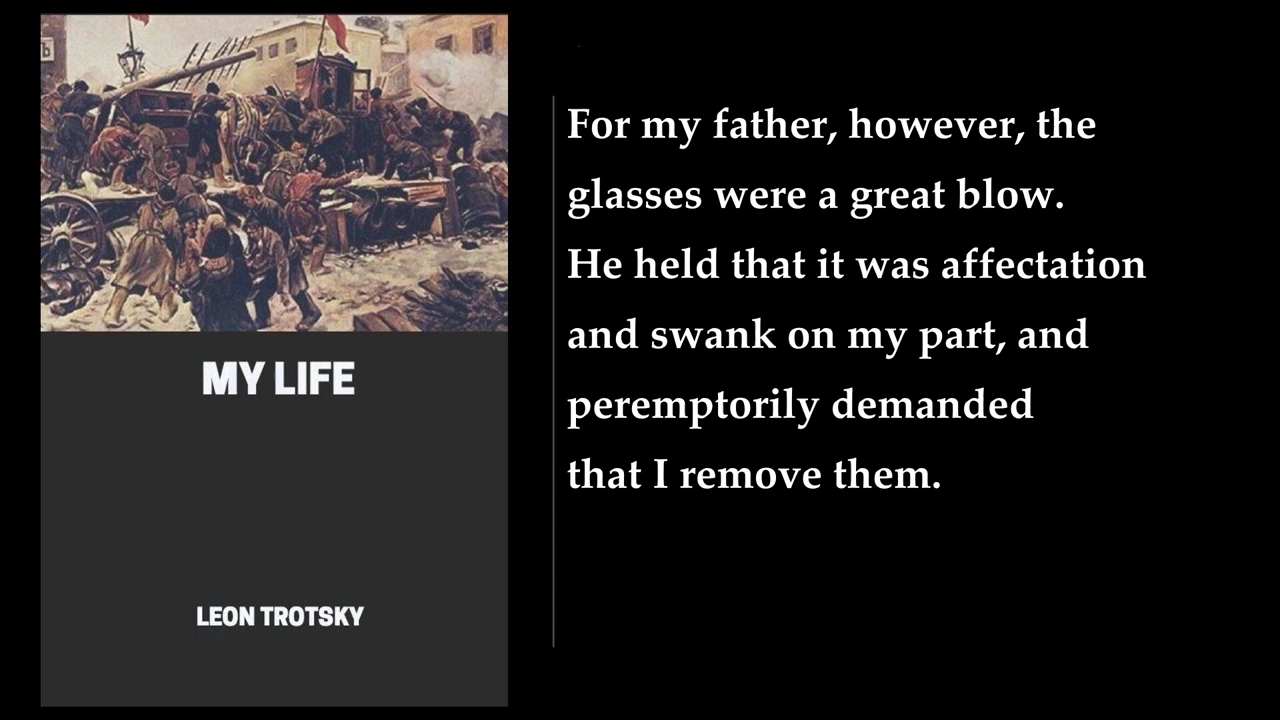 MY LIFE
LEON TROTSKY
For my father, however, the
glasses were a great blow.
He held that it was affectation
and swank on my part, and
peremptorily demanded
that I remove them.